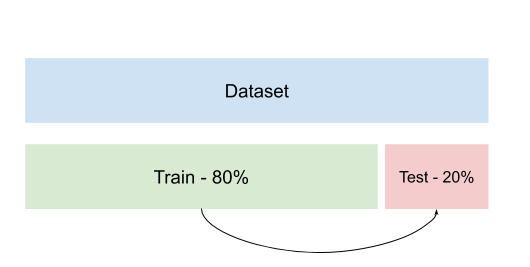 Dataset
Train - 80%
Test - 20%